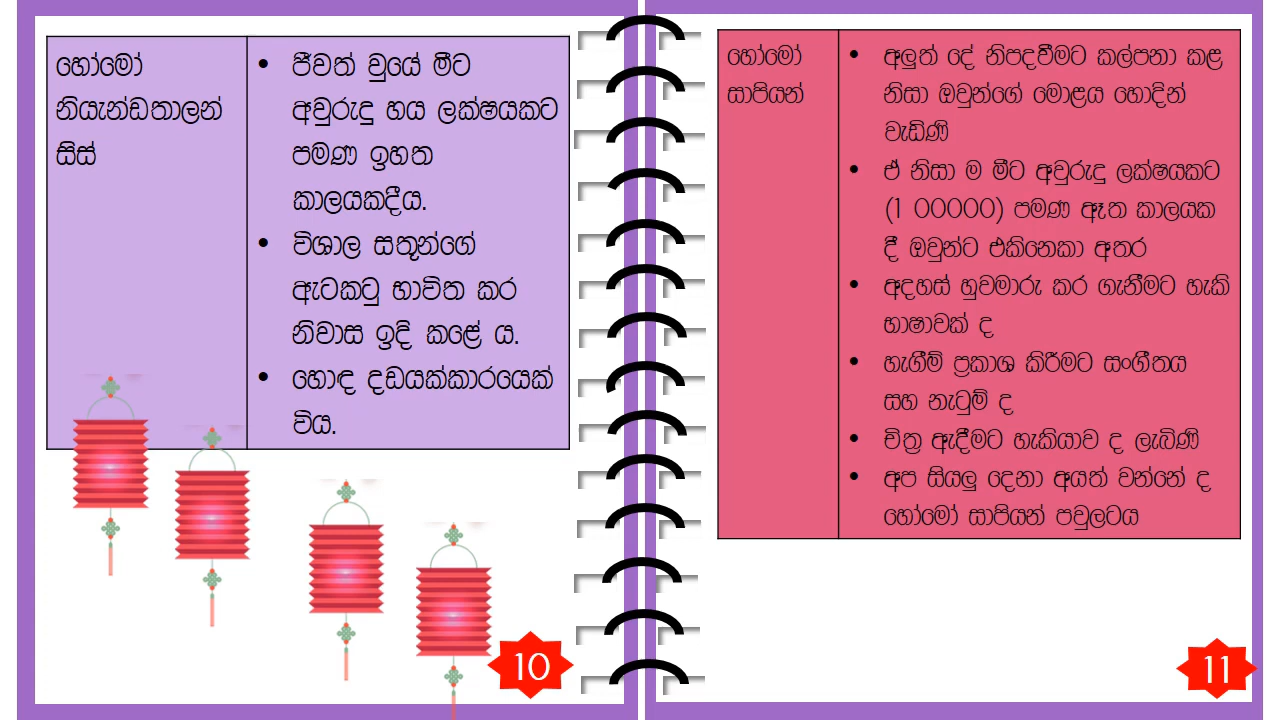 හෝමෝ
නියැන්ඩතාලන්
සිස්
• ජීවත් වුයේ මීට
අවුරුදු හය ලක්ෂයකට
පමණ ඉහත
කාලයකදීය.
• විශාල සතූන්ගේ
ඇටකටු භාවිත කර
නිවාස ඉදි කළේ ය.
• හොඳ දඩයක්කාරයෙක්
විය.
10
හෝමෝ
සාපියන්
• අලුත් දේ නිපදවීමට කල්පනා කළ
නිසා ඔවුන්ගේ මොළය හොදින්
වැඩිණි
• ඒ නිසා ම මීට අවුරුදු ලක්ෂයකට
(1 00000) පමණ ඈත කාලයක
දී ඔවුන්ට එකිනෙකා අතර
• අදහස් හුවමාරු කර ගැනීමට හැකි
භාෂාවක් ද
• හැගීම් ප්‍රකාශ කිරීමට සංගීතය
සහ නැටුම් ද
• චිත්‍ර ඇදීමට හැකියාව ද ලැබිණි
• අප සියලු දෙනා අයත් වන්නේ ද
හෝමෝ සාපියන් පවුලටය
11